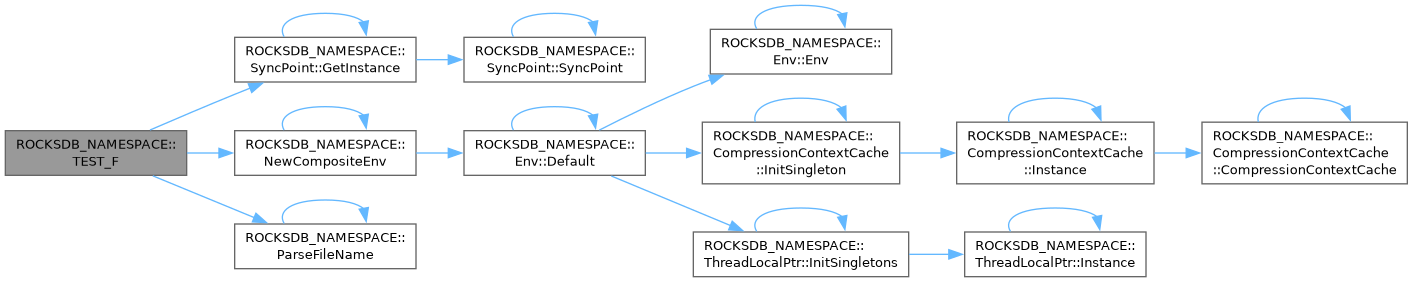 ROCKSDB_NAMESPACE::
TEST_F
ROCKSDB_NAMESPACE::
SyncPoint::GetInstance
ROCKSDB_NAMESPACE::
SyncPoint::SyncPoint
ROCKSDB_NAMESPACE::
NewCompositeEnv
ROCKSDB_NAMESPACE::
Env::Default
ROCKSDB_NAMESPACE::
Env::Env
ROCKSDB_NAMESPACE::
CompressionContextCache
::InitSingleton
ROCKSDB_NAMESPACE::
CompressionContextCache
::Instance
ROCKSDB_NAMESPACE::
CompressionContextCache
::CompressionContextCache
ROCKSDB_NAMESPACE::
ThreadLocalPtr::InitSingletons
ROCKSDB_NAMESPACE::
ThreadLocalPtr::Instance
ROCKSDB_NAMESPACE::
ParseFileName